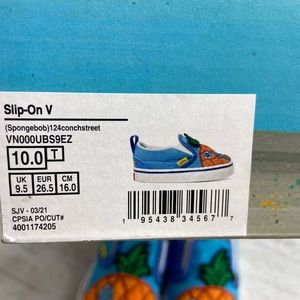 Slip-On V
(Spongebob)124conchstreet
VN000UBS9EZ
10.0 T
UK EUR CM
9.5 26.5 16.0
1 95438 34567 7
SJV - 03/21
CPSIA PO/CUT#
4001174205